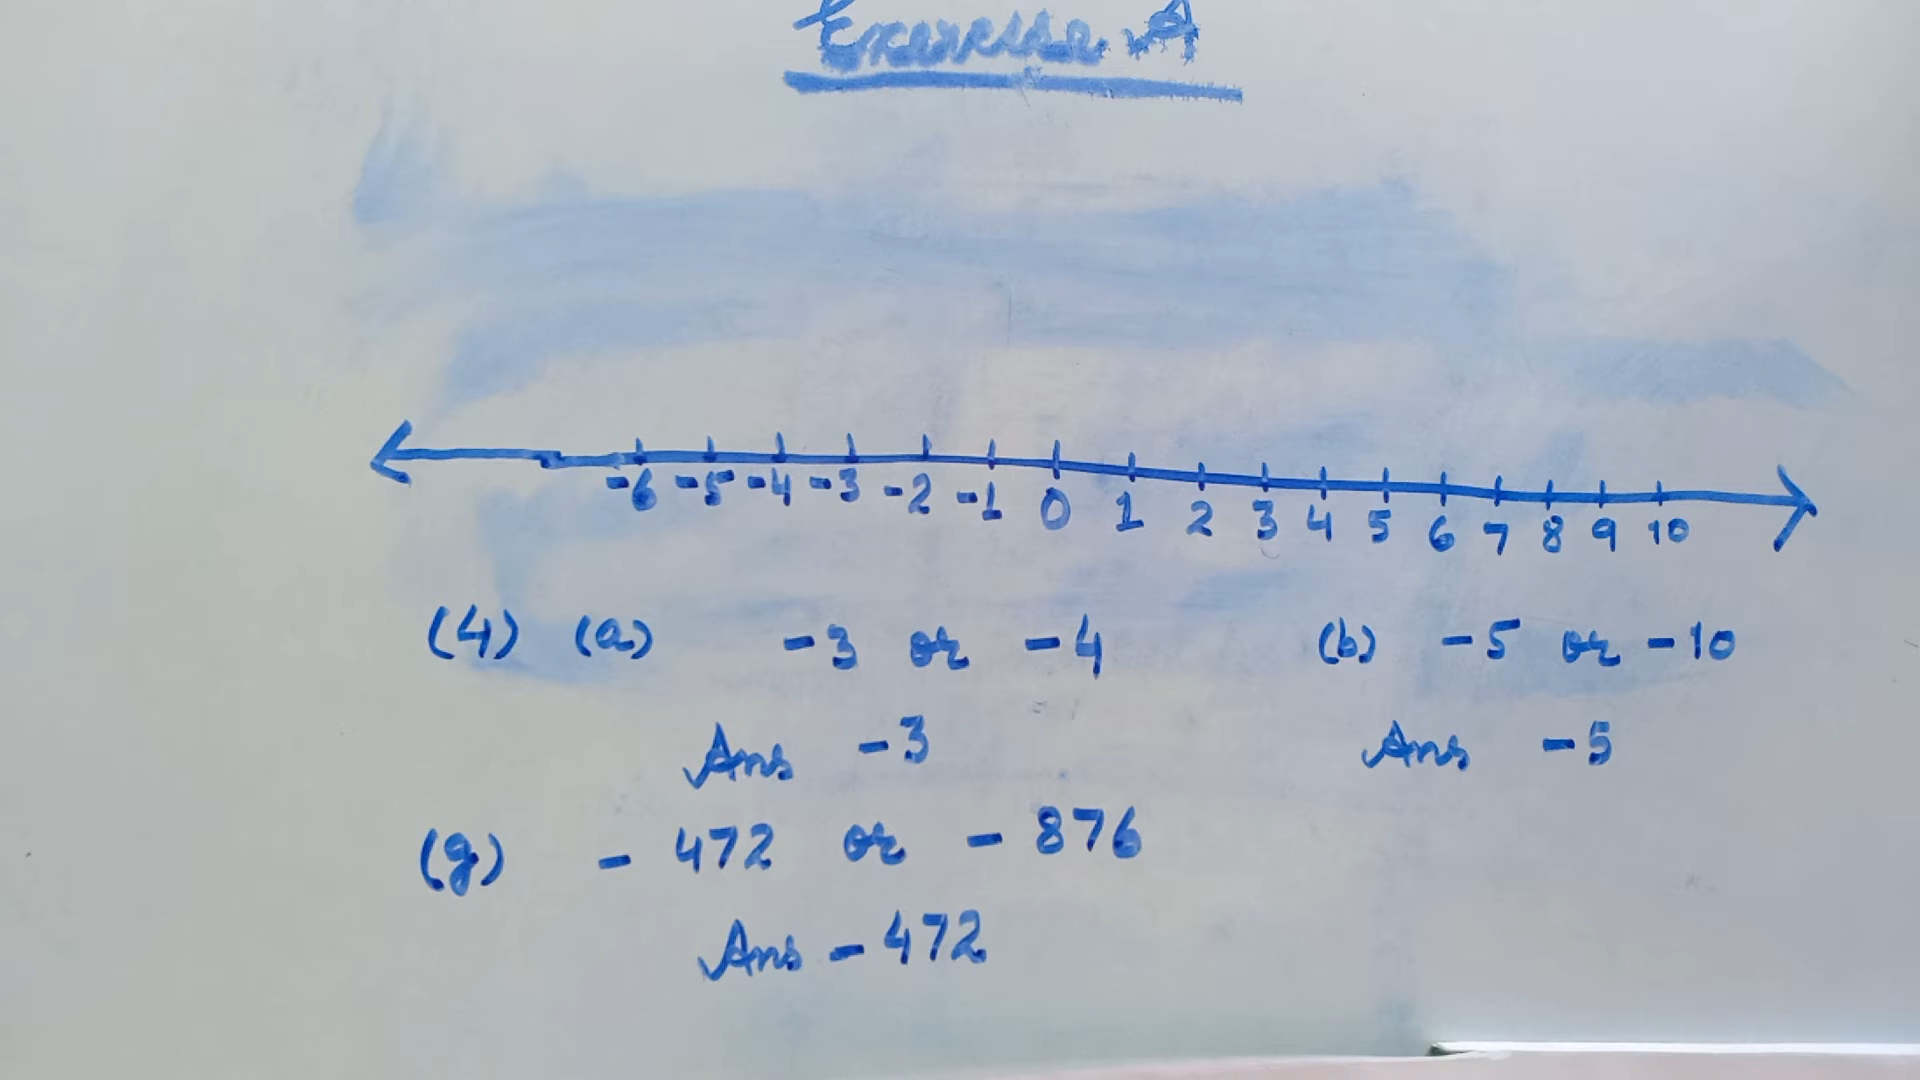 Exercise A
-6 -5 -4 -3 -2 -1 0 1 2 3 4 5 6 7 8 9 10
(4) (a) -3 or -4 (b) -5 or -10
Ans -3 Ans -5
(g) - 472 or - 876
Ans - 472